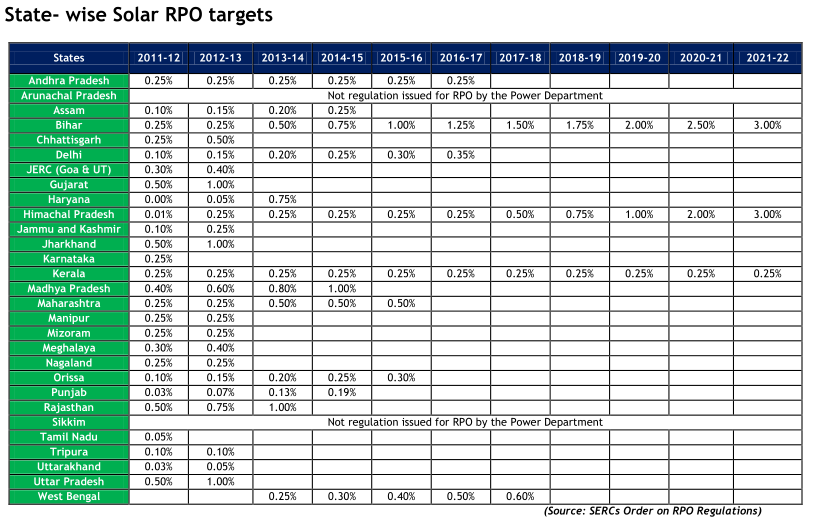 State- wise Solar RPO targets
States 2011-12 2012-13 2013-14 2014-15 2015-16 2016-17 2017-18 2018-19 2019-20 2020-21 2021-22
Andhra Pradesh 0.25% 0.25% 0.25% 0.25% 0.25% 0.25%
Arunachal Pradesh Not regulation issued for RPO by the Power Department
Assam 0.10% 0.15% 0.20% 0.25%
Bihar 0.25% 0.25% 0.50% 0.75% 1.00% 1.25% 1.50% 1.75% 2.00% 2.50% 3.00%
Chhattisgarh 0.25% 0.50%
Delhi 0.10% 0.15% 0.20% 0.25% 0.30% 0.35%
JERC (Goa & UT) 0.30% 0.40%
Gujarat 0.50% 1.00%
Haryana 0.00% 0.05% 0.75%
Himachal Pradesh 0.01% 0.25% 0.25% 0.25% 0.25% 0.25% 0.50% 0.75% 1.00% 2.00% 3.00%
Jammu and Kashmir 0.10% 0.25%
Jharkhand 0.50% 1.00%
Karnataka 0.25%
Kerala 0.25% 0.25% 0.25% 0.25% 0.25% 0.25% 0.25% 0.25% 0.25% 0.25% 0.25%
Madhya Pradesh 0.40% 0.60% 0.80% 1.00%
Maharashtra 0.25% 0.25% 0.50% 0.50% 0.50%
Manipur 0.25% 0.25%
Mizoram 0.25% 0.25%
Meghalaya 0.30% 0.40%
Nagaland 0.25% 0.25%
Orissa 0.10% 0.15% 0.20% 0.25% 0.30%
Punjab 0.03% 0.07% 0.13% 0.19%
Rajasthan 0.50% 0.75% 1.00%
Sikkim Not regulation issued for RPO by the Power Department
Tamil Nadu 0.05%
Tripura 0.10% 0.10%
Uttarakhand 0.03% 0.05%
Uttar Pradesh 0.50% 1.00%
West Bengal 0.25% 0.30% 0.40% 0.50% 0.60%
(Source: SERCs Order on RPO Regulations)